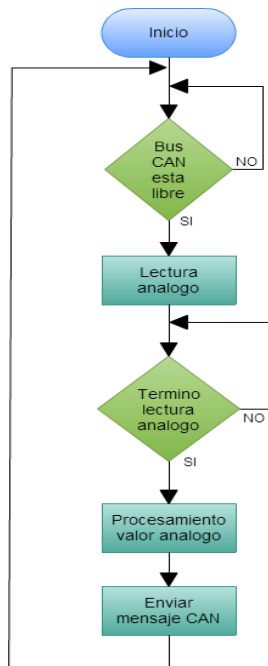 Inicio
Bus
CAN
esta
libre
NO
SI
Lectura
analogo
Termino
lectura
analogo
NO
SI
Procesamiento
valor analogo
Enviar
mensaje CAN